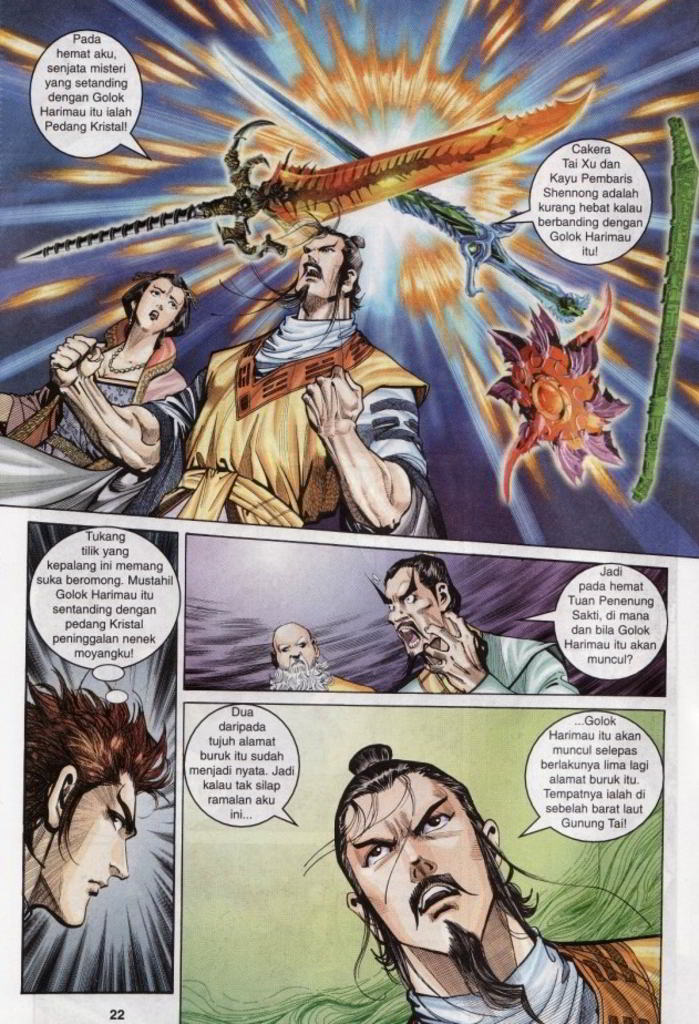 Pada
hemat aku,
senjata misteri
yang setanding
dengan Golok
Harimau itu ialah
Pedang Kristal!
Cakera
Tai Xu dan
Kayu Pembaris
Shennong adalah
kurang hebat kalau
berbanding dengan
Golok Harimau
itu!
Tukang
tilik yang
kepalang ini memang
suka beromong. Mustahil
Golok Harimau itu
sentanding dengan
pedang Kristal
peninggalan nenek
moyangku!
Jadi
pada hemat
Tuan Penenung
Sakti, di mana
dan bila Golok
Harimau itu akan
muncul?
Dua
daripada
tujuh alamat
buruk itu sudah
menjadi nyata. Jadi
kalau tak silap
ramalan aku
ini...
...Golok
Harimau itu akan
muncul selepas
berlakunya lima lagi
alamat buruk itu.
Tempatnya ialah di
sebelah barat laut
Gunung Tai!
22